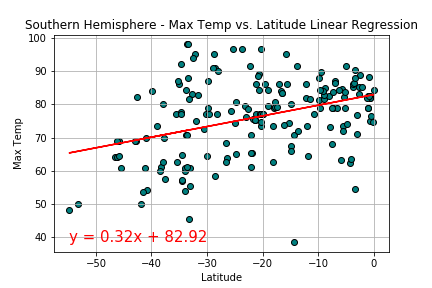 Southern Hemisphere - Max Temp vs. Latitude Linear Regression
100
90
80
70
60
50
40
Max Temp
y = 0.32x + 82.92
−50 −40 −30 −20 −10 0
Latitude